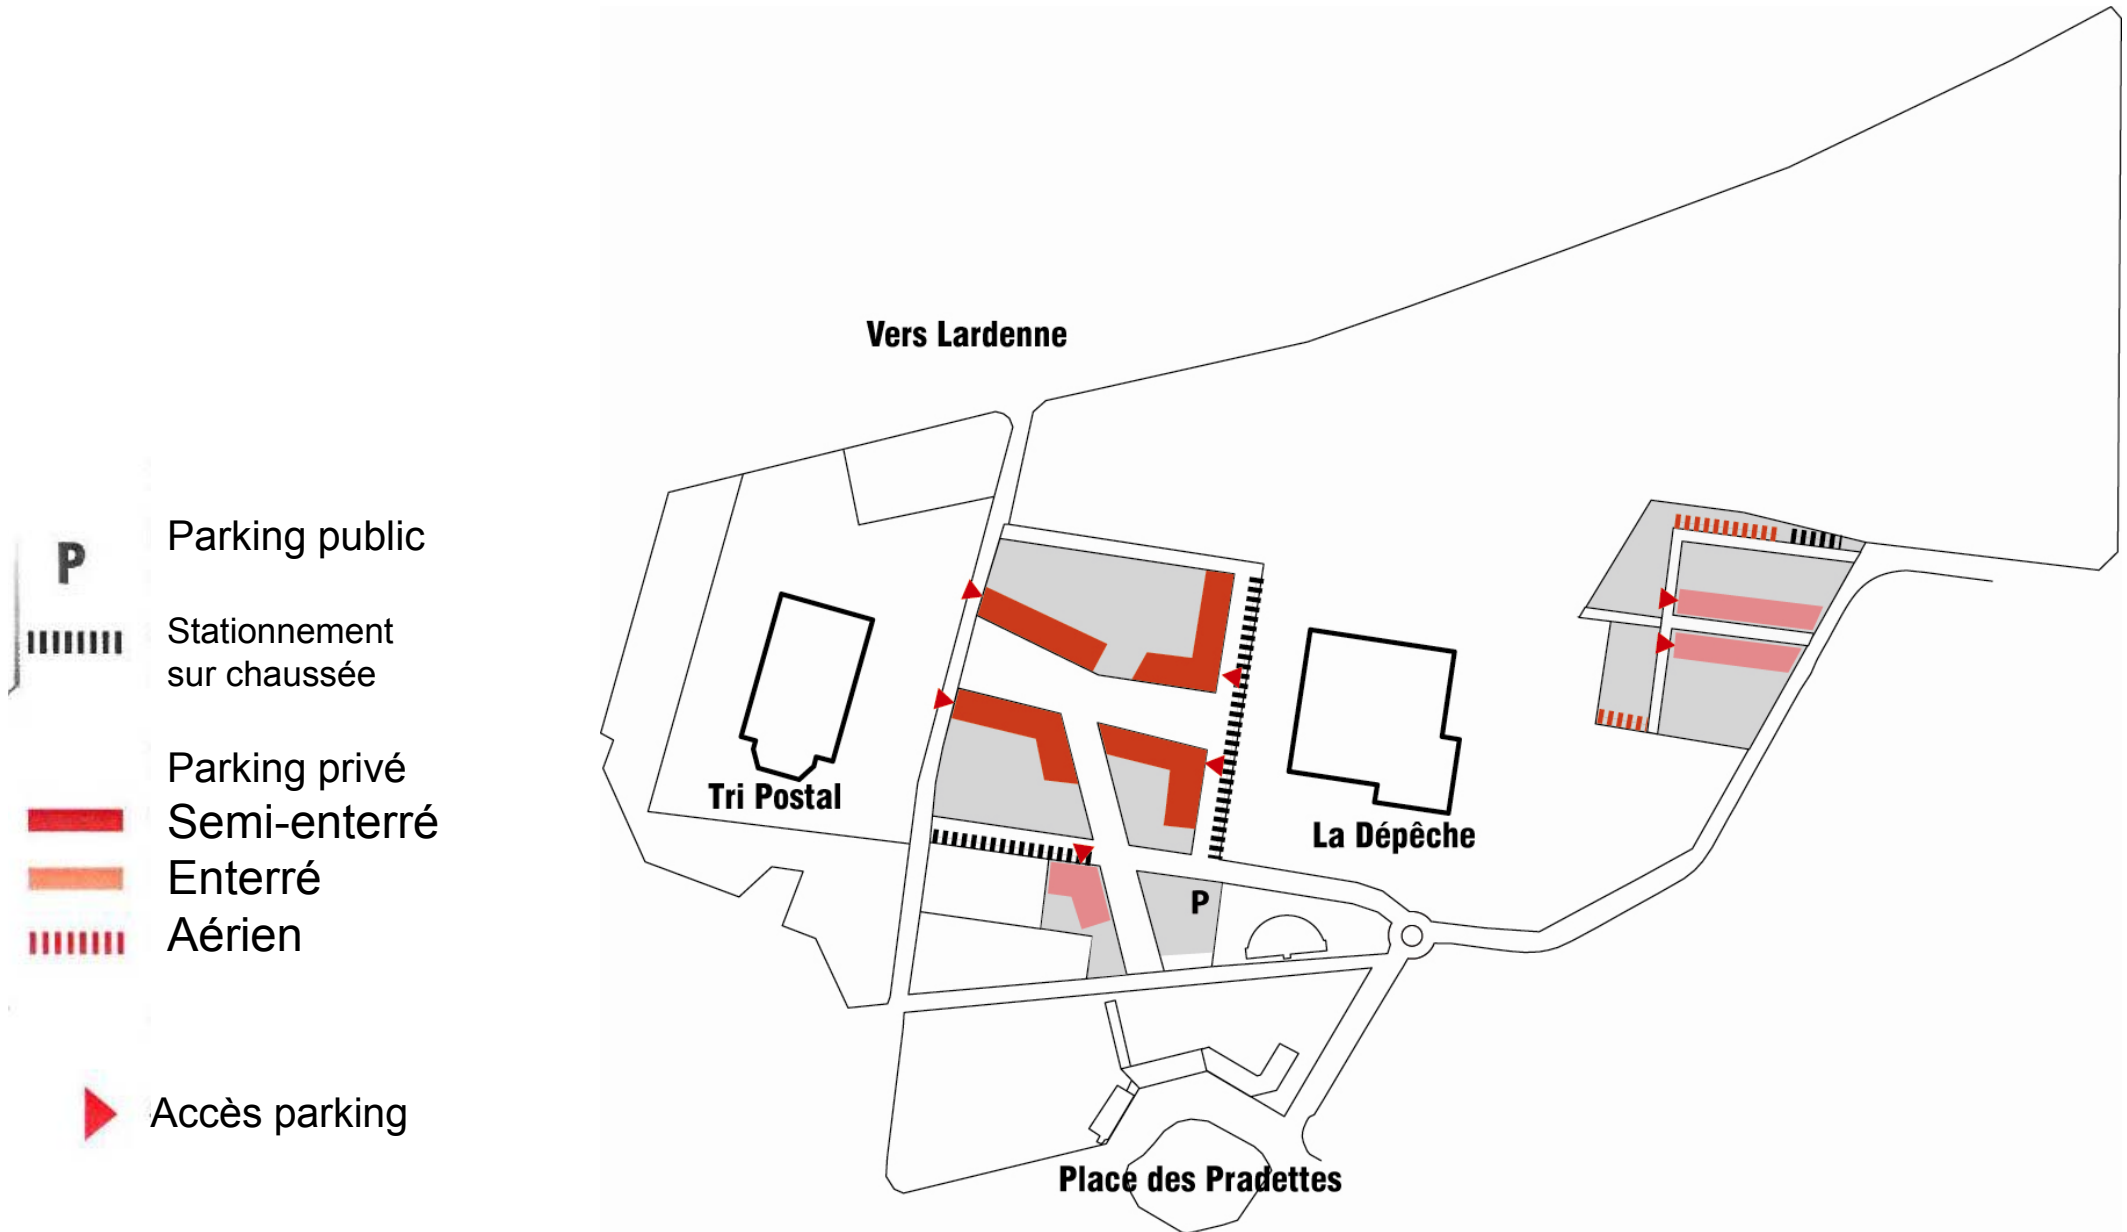 Parking public
P
Stationnement
sur chaussée
Parking privé
Semi-enterré
Enterré
Aérien
Accès parking
Vers Lardenne
Tri Postal
La Dépêche
P
Place des Pradettes